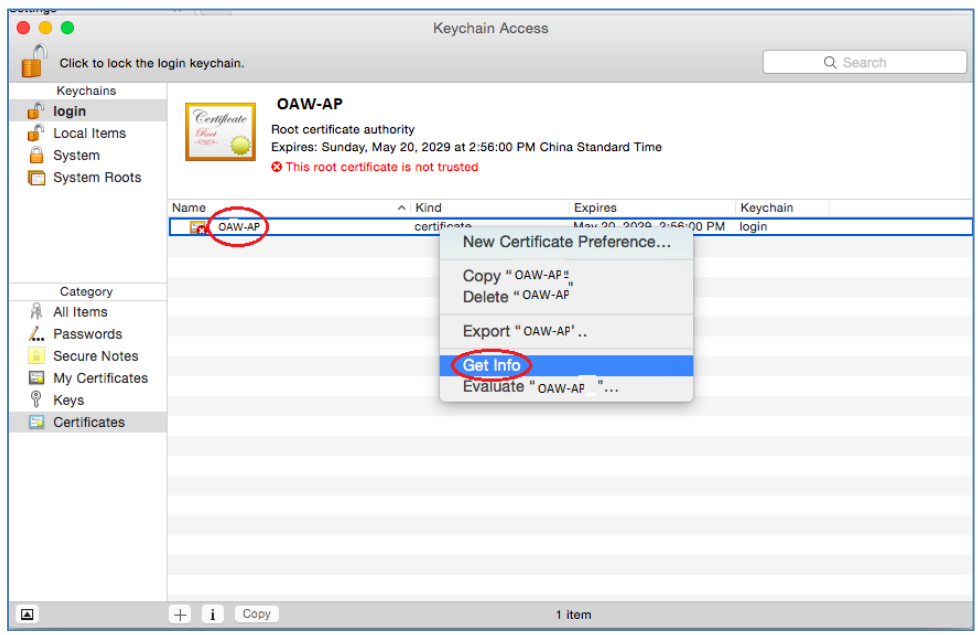 Settings
Keychain Access
Click to lock the login keychain.
Search
Keychains
login
Local Items
System
System Roots
Certificate
Root
OAW-AP
Root certificate authority
Expires: Sunday, May 20, 2029 at 2:56:00 PM China Standard Time
This root certificate is not trusted
Name Kind Expires Keychain
OAW-AP certificate May 20, 2029 2:56:00 PM login
New Certificate Preference...
Copy "OAW-AP"
Delete "OAW-AP"
Export "OAW-AP'..
Get Info
Evaluate "OAW-AP "...
Category
All Items
Passwords
Secure Notes
My Certificates
Keys
Certificates
+ i Copy
1 item